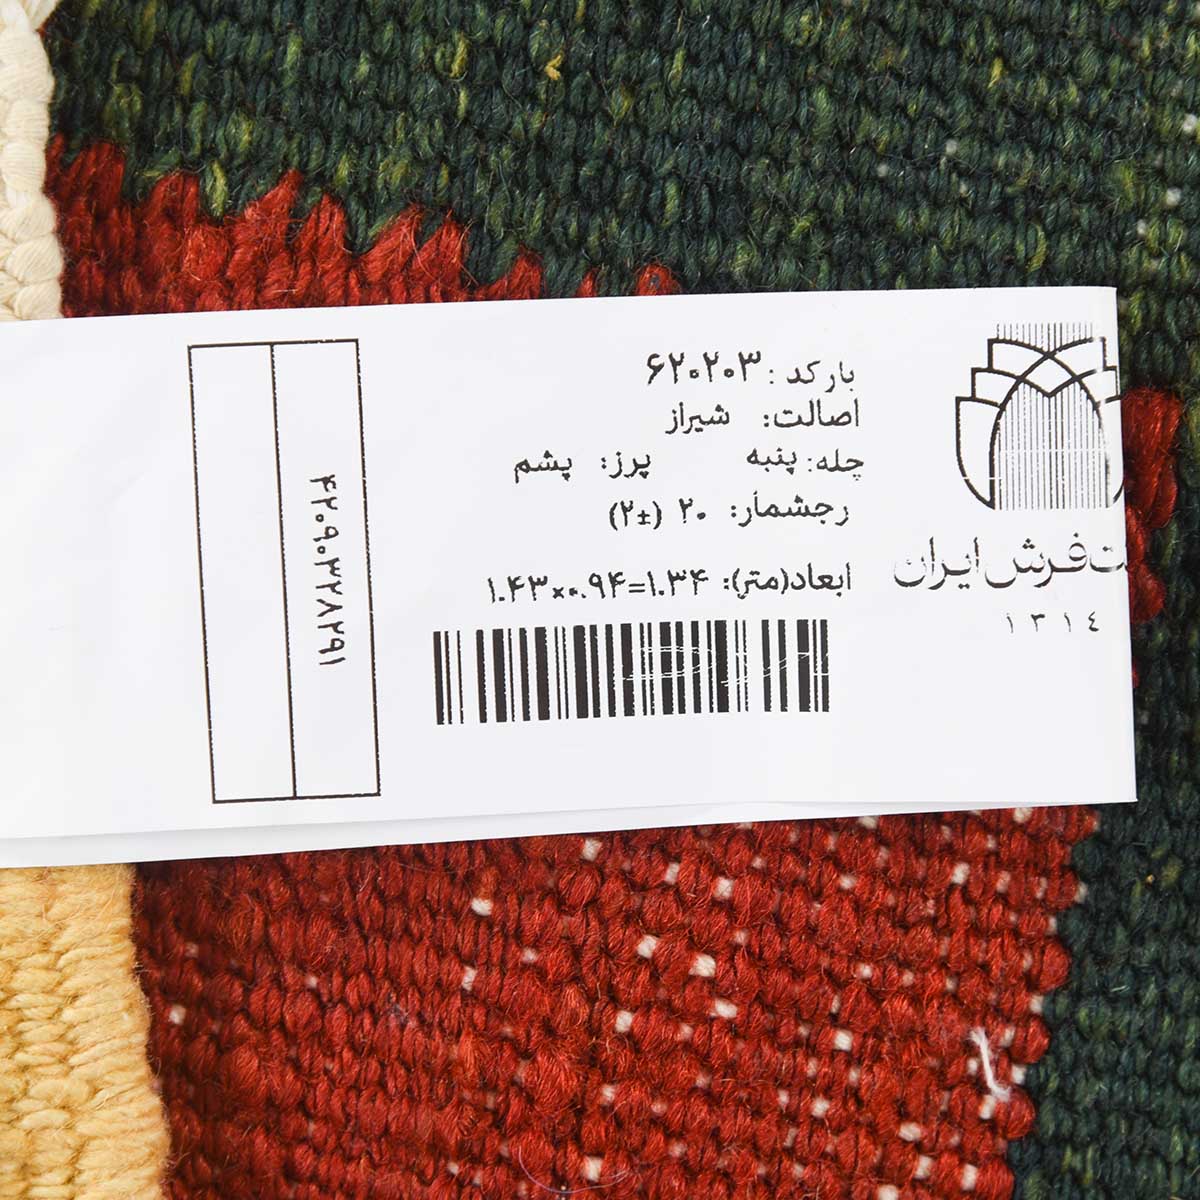 بارکد: ۶۲۰۲۰۳
اصالت: شیراز
چله: پنبه پرز: پشم
رجشمار: ۲۰ (±۲)
ابعاد(متر): ۱.۴۳×۰.۹۴=۱.۳۴
ت فرش ایران
۱۳۱٤
۴۲۰۹۰۳۲۸۲۹۱